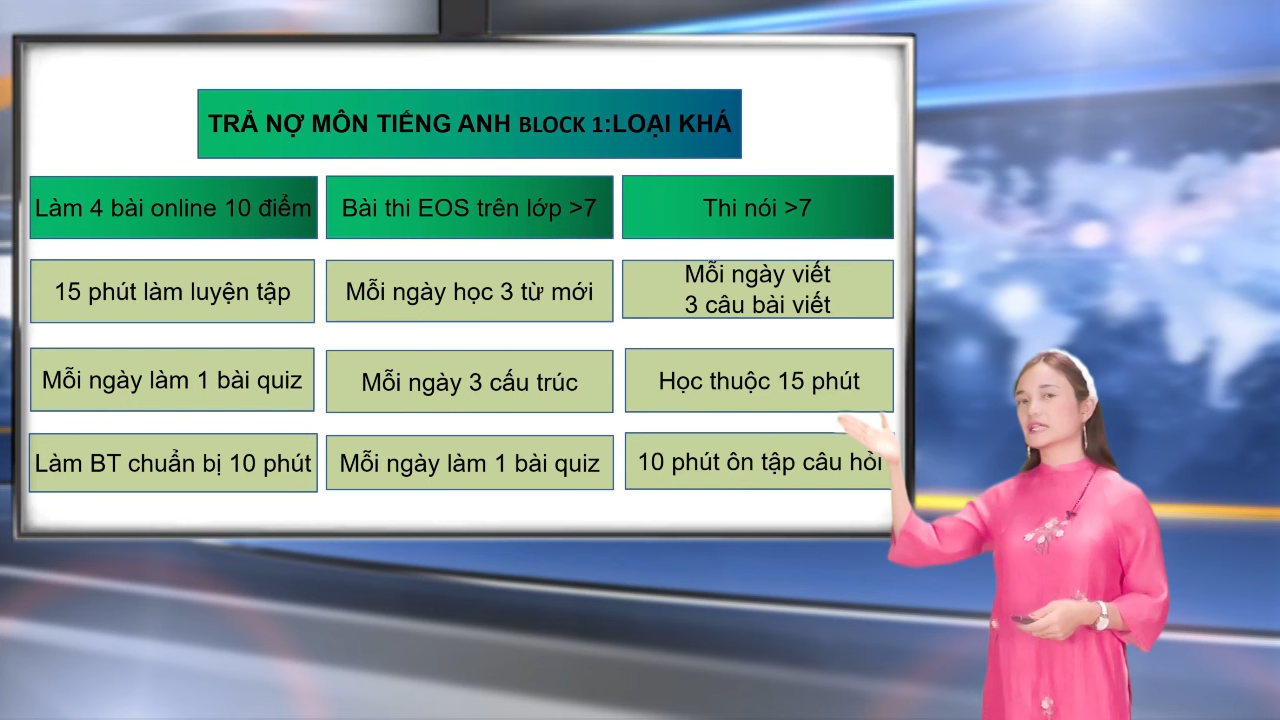 TRẢ NỢ MÔN TIẾNG ANH BLOCK 1:LOẠI KHÁ
Làm 4 bài online 10 điểm
Bài thi EOS trên lớp >7
Thi nói >7
15 phút làm luyện tập
Mỗi ngày học 3 từ mới
Mỗi ngày viết
3 câu bài viết
Mỗi ngày làm 1 bài quiz
Mỗi ngày 3 cấu trúc
Học thuộc 15 phút
Làm BT chuẩn bị 10 phút
Mỗi ngày làm 1 bài quiz
10 phút ôn tập câu hỏi